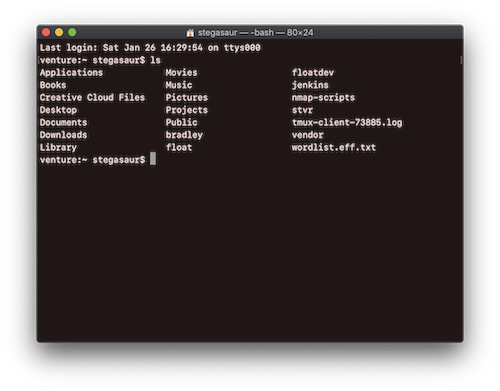 stegasaur — -bash — 80×24
Last login: Sat Jan 26 16:29:54 on ttys000
[venture:~ stegasaur$ ls ]
Applications Movies floatdev
Books Music jenkins
Creative Cloud Files Pictures nmap-scripts
Desktop Projects stvr
Documents Public tmux-client-73885.log
Downloads bradley vendor
Library float wordlist.eff.txt
venture:~ stegasaur$